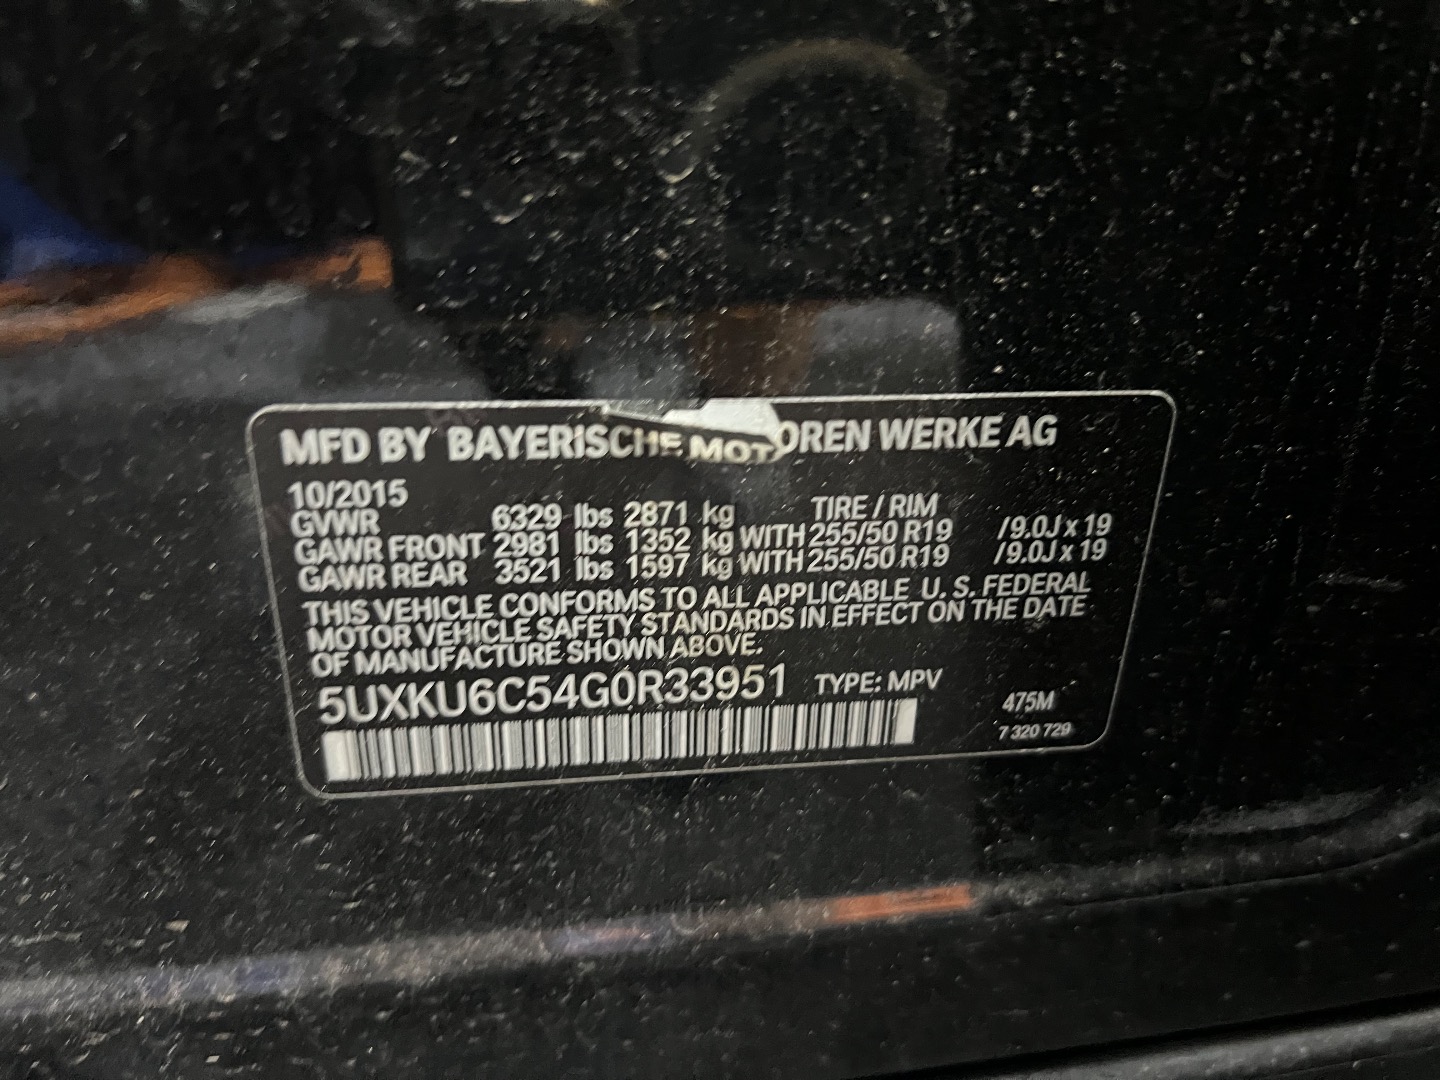 MFD BY BAYERISCHE MOTOREN WERKE AG
10/2015
GVWR 6329 lbs 2871 kg TIRE / RIM
GAWR FRONT 2981 lbs 1352 kg WITH 255/50 R19 /9.0J x 19
GAWR REAR 3521 lbs 1597 kg WITH 255/50 R19 /9.0J x 19
THIS VEHICLE CONFORMS TO ALL APPLICABLE U. S. FEDERAL
MOTOR VEHICLE SAFETY STANDARDS IN EFFECT ON THE DATE
OF MANUFACTURE SHOWN ABOVE.
5UXKU6C54G0R33951 TYPE: MPV
475M
7 320 729